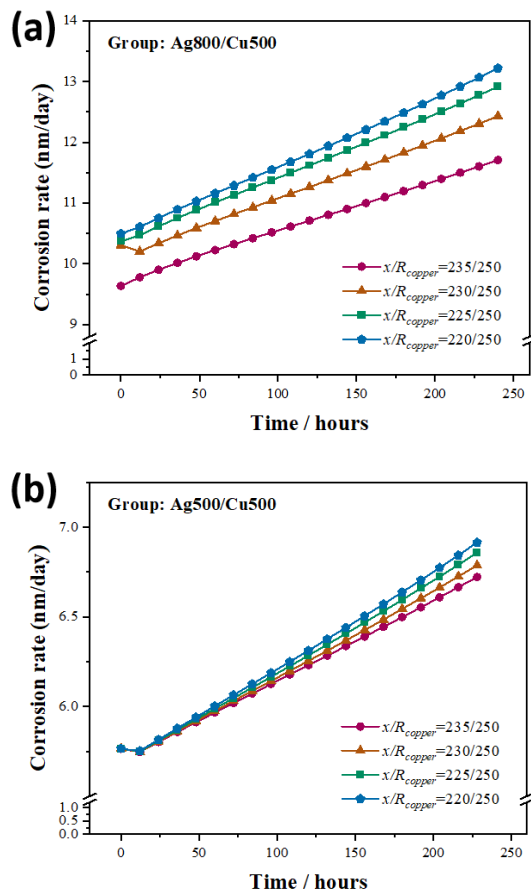 (a)
Group: Ag800/Cu500
Corrosion rate (nm/day)
14
13
12
11
10
9
1
0
x/Rcopper=235/250
x/Rcopper=230/250
x/Rcopper=225/250
x/Rcopper=220/250
0 50 100 150 200 250
Time / hours
(b)
Group: Ag500/Cu500
Corrosion rate (nm/day)
7.0
6.5
6.0
1.0
0.5
0.0
x/Rcopper=235/250
x/Rcopper=230/250
x/Rcopper=225/250
x/Rcopper=220/250
0 50 100 150 200 250
Time / hours